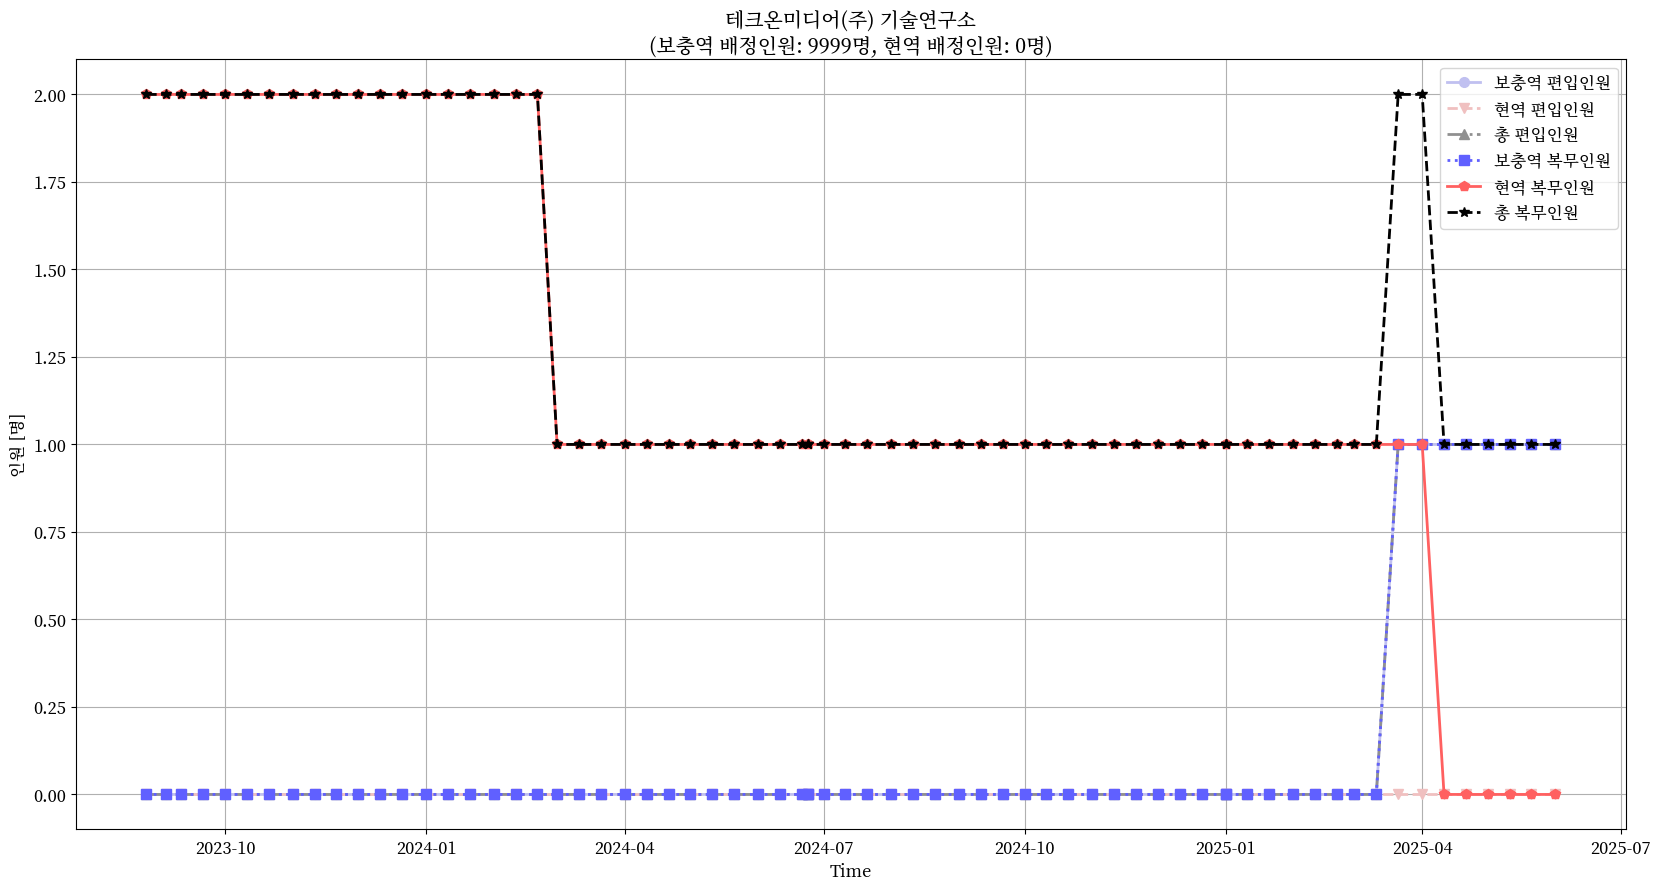 테크온미디어(주) 기술연구소
(보충역 배정인원: 9999명, 현역 배정인원: 0명)
보충역 편입인원
현역 편입인원
총 편입인원
보충역 복무인원
현역 복무인원
총 복무인원
인원 [명]
2.00
1.75
1.50
1.25
1.00
0.75
0.50
0.25
0.00
2023-10
2024-01
2024-04
2024-07
2024-10
2025-01
2025-04
2025-07
Time